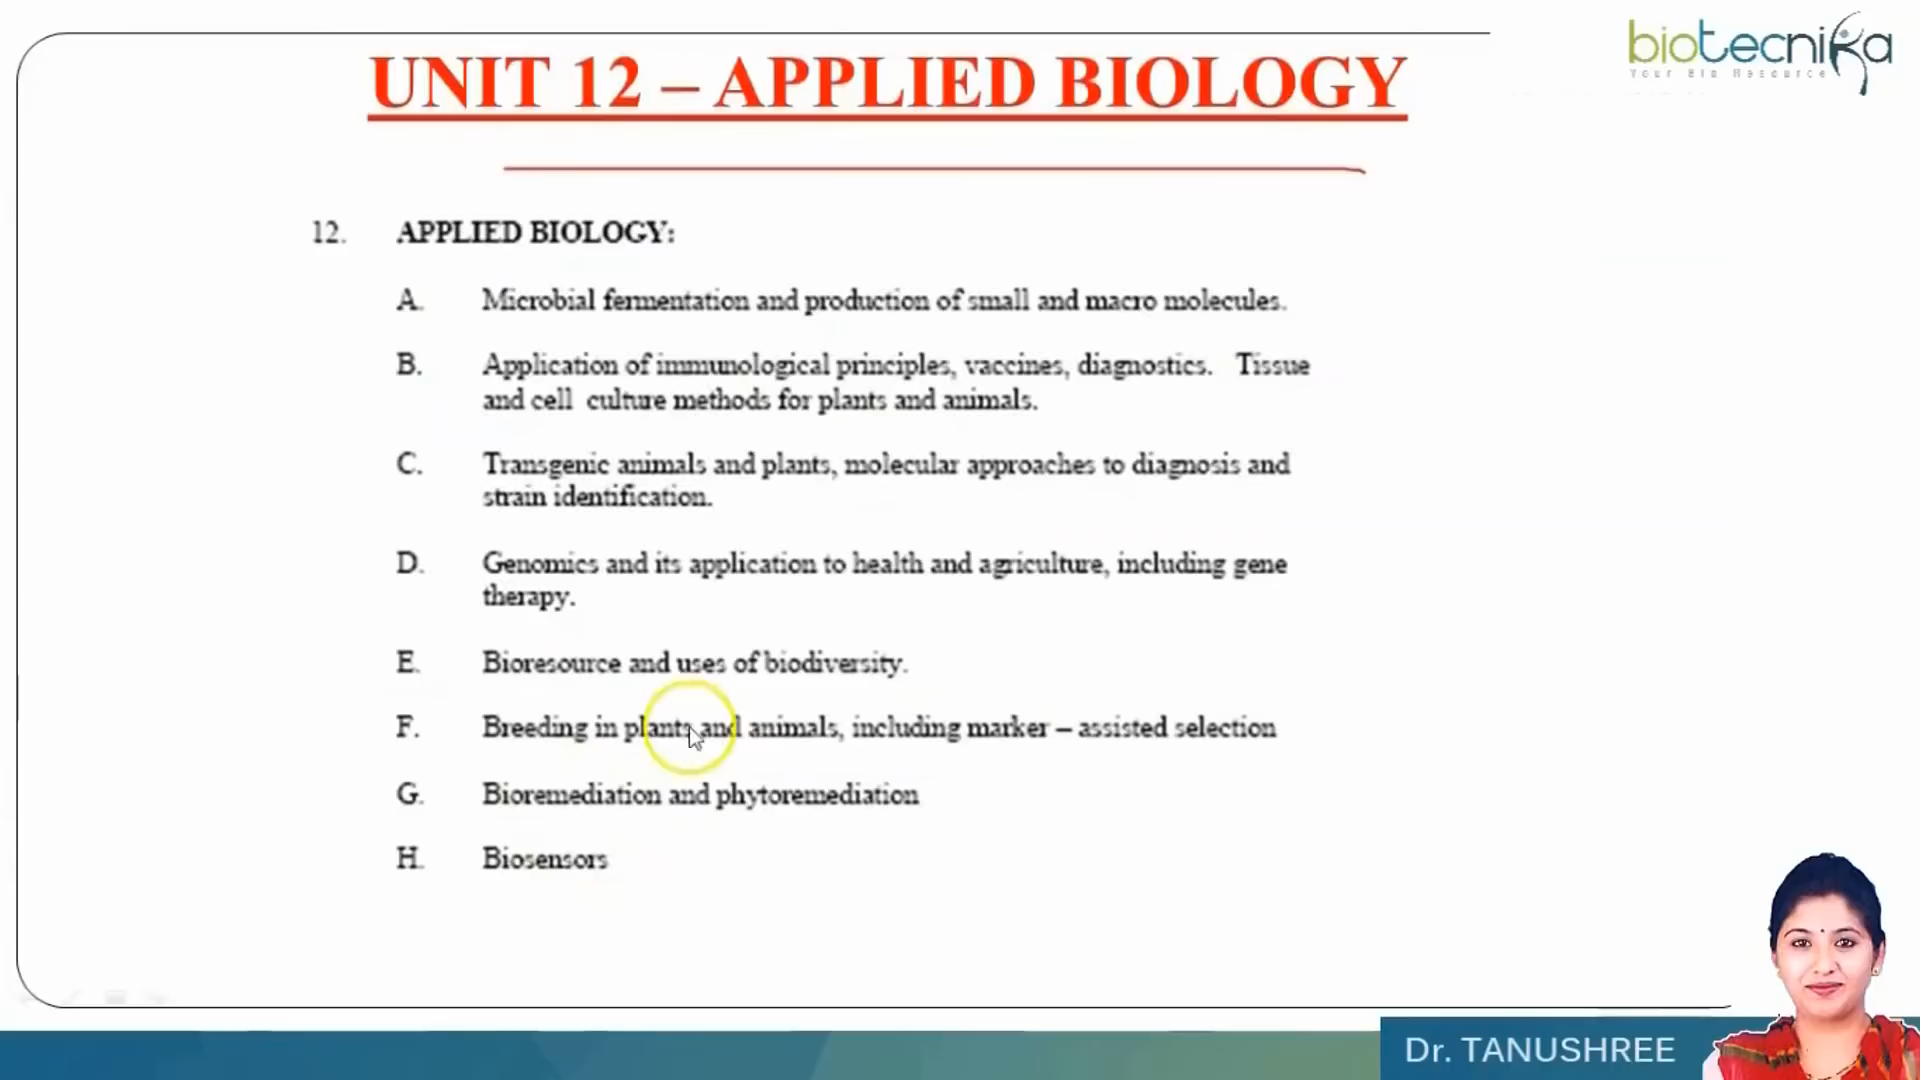 biotecnika
Your Bio Resource
UNIT 12 – APPLIED BIOLOGY
12. APPLIED BIOLOGY:
A. Microbial fermentation and production of small and macro molecules.
B. Application of immunological principles, vaccines, diagnostics. Tissue
and cell culture methods for plants and animals.
C. Transgenic animals and plants, molecular approaches to diagnosis and
strain identification.
D. Genomics and its application to health and agriculture, including gene
therapy.
E. Bioresource and uses of biodiversity.
F. Breeding in plants and animals, including marker – assisted selection
G. Bioremediation and phytoremediation
H. Biosensors
Dr. TANUSHREE